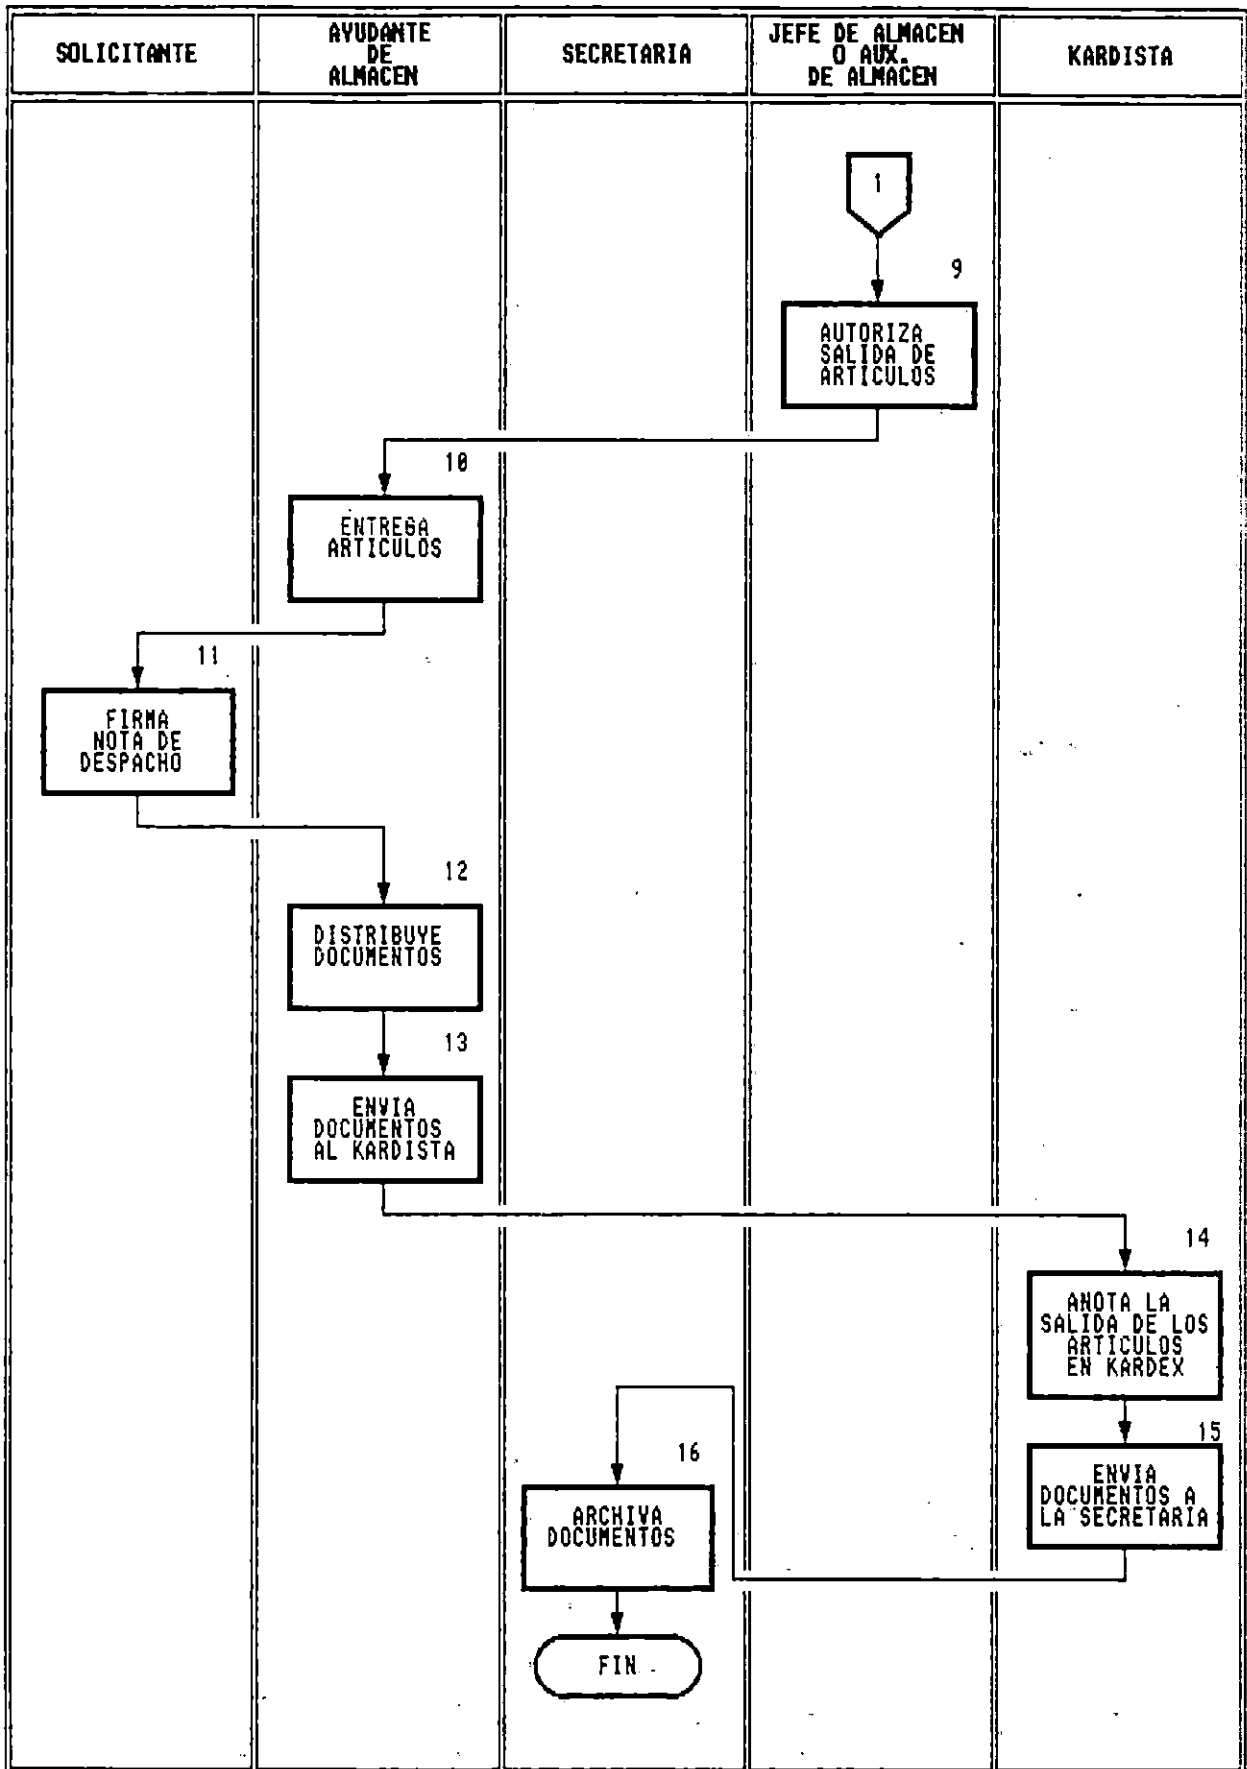 SOLICITANTE
AYUDANTE
DE
ALMACEN
SECRETARIA
JEFE DE ALMACEN
O AUX.
DE ALMACEN
KARDISTA
1
9
AUTORIZA
SALIDA DE
ARTICULOS
10
ENTREGA
ARTICULOS
11
FIRMA
NOTA DE
DESPACHO
12
DISTRIBUYE
DOCUMENTOS
13
ENVIA
DOCUMENTOS
AL KARDISTA
14
ANOTA LA
SALIDA DE LOS
ARTICULOS
EN KARDEX
15
ENVIA
DOCUMENTOS A
LA SECRETARIA
16
ARCHIVA
DOCUMENTOS
FIN